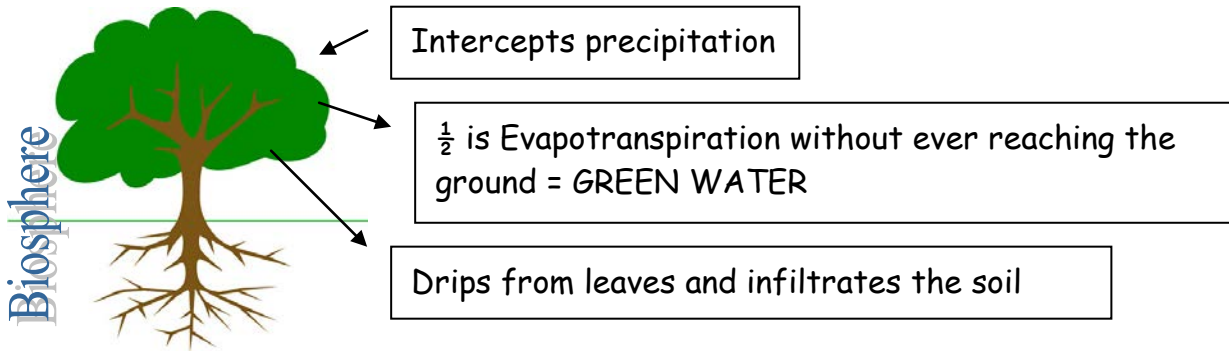 Biosphere
Intercepts precipitation
½ is Evapotranspiration without ever reaching the
ground = GREEN WATER
Drips from leaves and infiltrates the soil